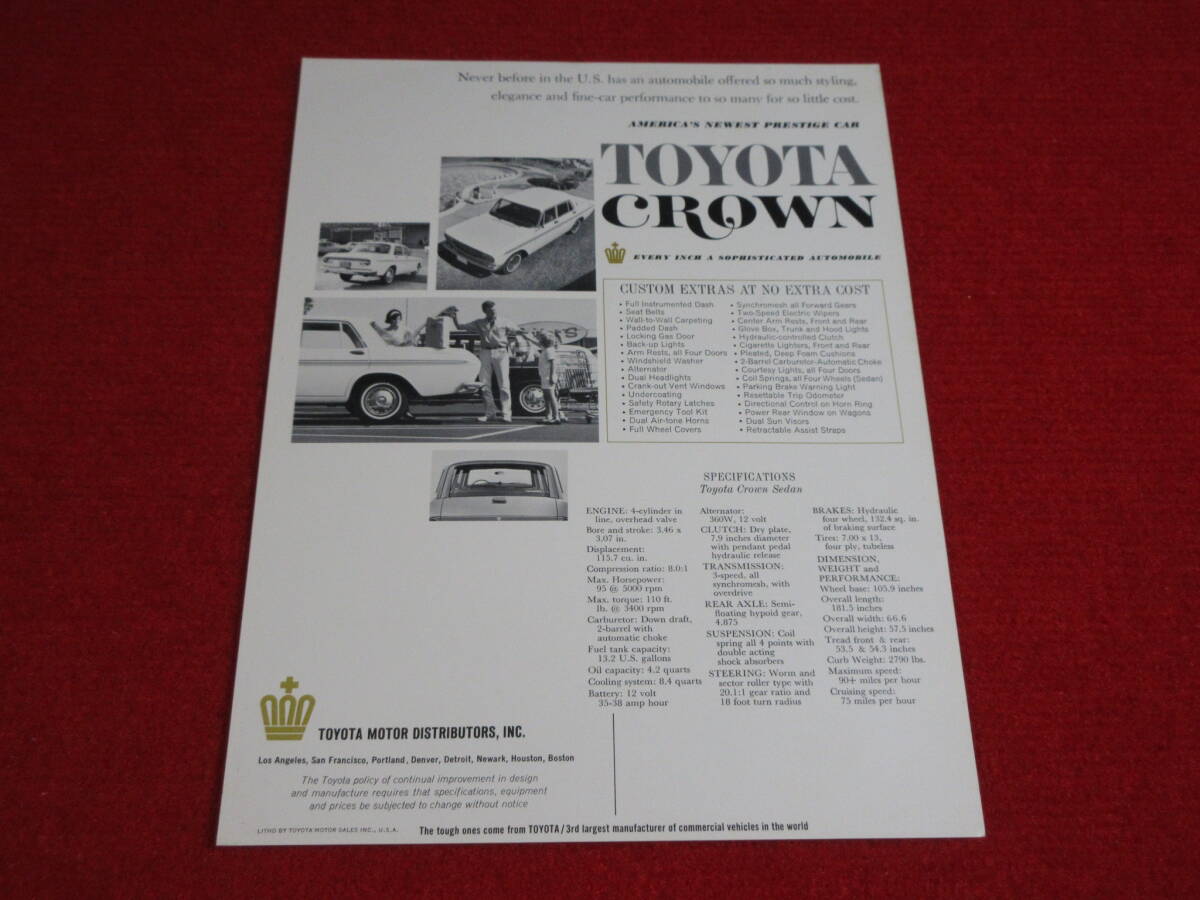 Never before in the U.S. has an automobile offered so much styling,
elegance and fine-car performance to so many for so little cost.
AMERICA'S NEWEST PRESTIGE CAR
TOYOTA
CROWN
EVERY INCH A SOPHISTICATED AUTOMOBILE
CUSTOM EXTRAS AT NO EXTRA COST
• Full Instrumented Dash
• Seat Belts
• Wall-to-Wall Carpeting
• Padded Dash
• Locking Gas Door
• Back-up Lights
• Arm Rests, all Four Doors
• Windshield Washer
• Alternator
• Dual Headlights
• Crank-out Vent Windows
• Undercoating
• Safety Rotary Latches
• Emergency Tool Kit
• Dual Air-tone Horns
• Full Wheel Covers
• Synchromesh all Forward Gears
• Two-Speed Electric Wipers
• Center Arm Rests, Front and Rear
• Glove Box, Trunk and Hood Lights
• Hydraulic-controlled Clutch
• Cigarette Lighters, Front and Rear
• Pleated, Deep Foam Cushions
• 2-Barrel Carburetor-Automatic Choke
• Courtesy Lights, all Four Doors
• Coil Springs, all Four Wheels (Sedan)
• Parking Brake Warning Light
• Resettable Trip Odometer
• Directional Control on Horn Ring
• Power Rear Window on Wagons
• Dual Sun Visors
• Retractable Assist Straps
SPECIFICATIONS
Toyota Crown Sedan
ENGINE: 4-cylinder in
line, overhead valve
Bore and stroke: 3.46 x
3.07 in.
Displacement:
115.7 cu. in.
Compression ratio: 8.0:1
Max. Horsepower:
95 @ 5000 rpm
Max. torque: 110 ft.
lb. @ 3400 rpm
Carburetor: Down draft,
2-barrel with
automatic choke
Fuel tank capacity:
13.2 U.S. gallons
Oil capacity: 4.2 quarts
Cooling system: 8.4 quarts
Battery: 12 volt
35-38 amp hour
Alternator:
360W, 12 volt
CLUTCH: Dry plate,
7.9 inches diameter
with pendant pedal
hydraulic release
TRANSMISSION:
3-speed, all
synchromesh, with
overdrive
REAR AXLE: Semi-
floating hypoid gear,
4.875
SUSPENSION: Coil
spring all 4 points with
double acting
shock absorbers
STEERING: Worm and
sector roller type with
20.1:1 gear ratio and
18 foot turn radius
BRAKES: Hydraulic
four wheel, 132.4 sq. in.
of braking surface
Tires: 7.00 x 13,
four ply, tubeless
DIMENSION,
WEIGHT and
PERFORMANCE:
Wheel base: 105.9 inches
Overall length:
181.5 inches
Overall width: 66.6
Overall height: 57.5 inches
Tread front & rear:
53.5 & 54.3 inches
Curb Weight: 2790 lbs.
Maximum speed:
90+ miles per hour
Cruising speed:
75 miles per hour
TOYOTA MOTOR DISTRIBUTORS, INC.
Los Angeles, San Francisco, Portland, Denver, Detroit, Newark, Houston, Boston
The Toyota policy of continual improvement in design
and manufacture requires that specifications, equipment
and prices be subjected to change without notice
LITHO BY TOYOTA MOTOR SALES INC., U.S.A.
The tough ones come from TOYOTA/3rd largest manufacturer of commercial vehicles in the world